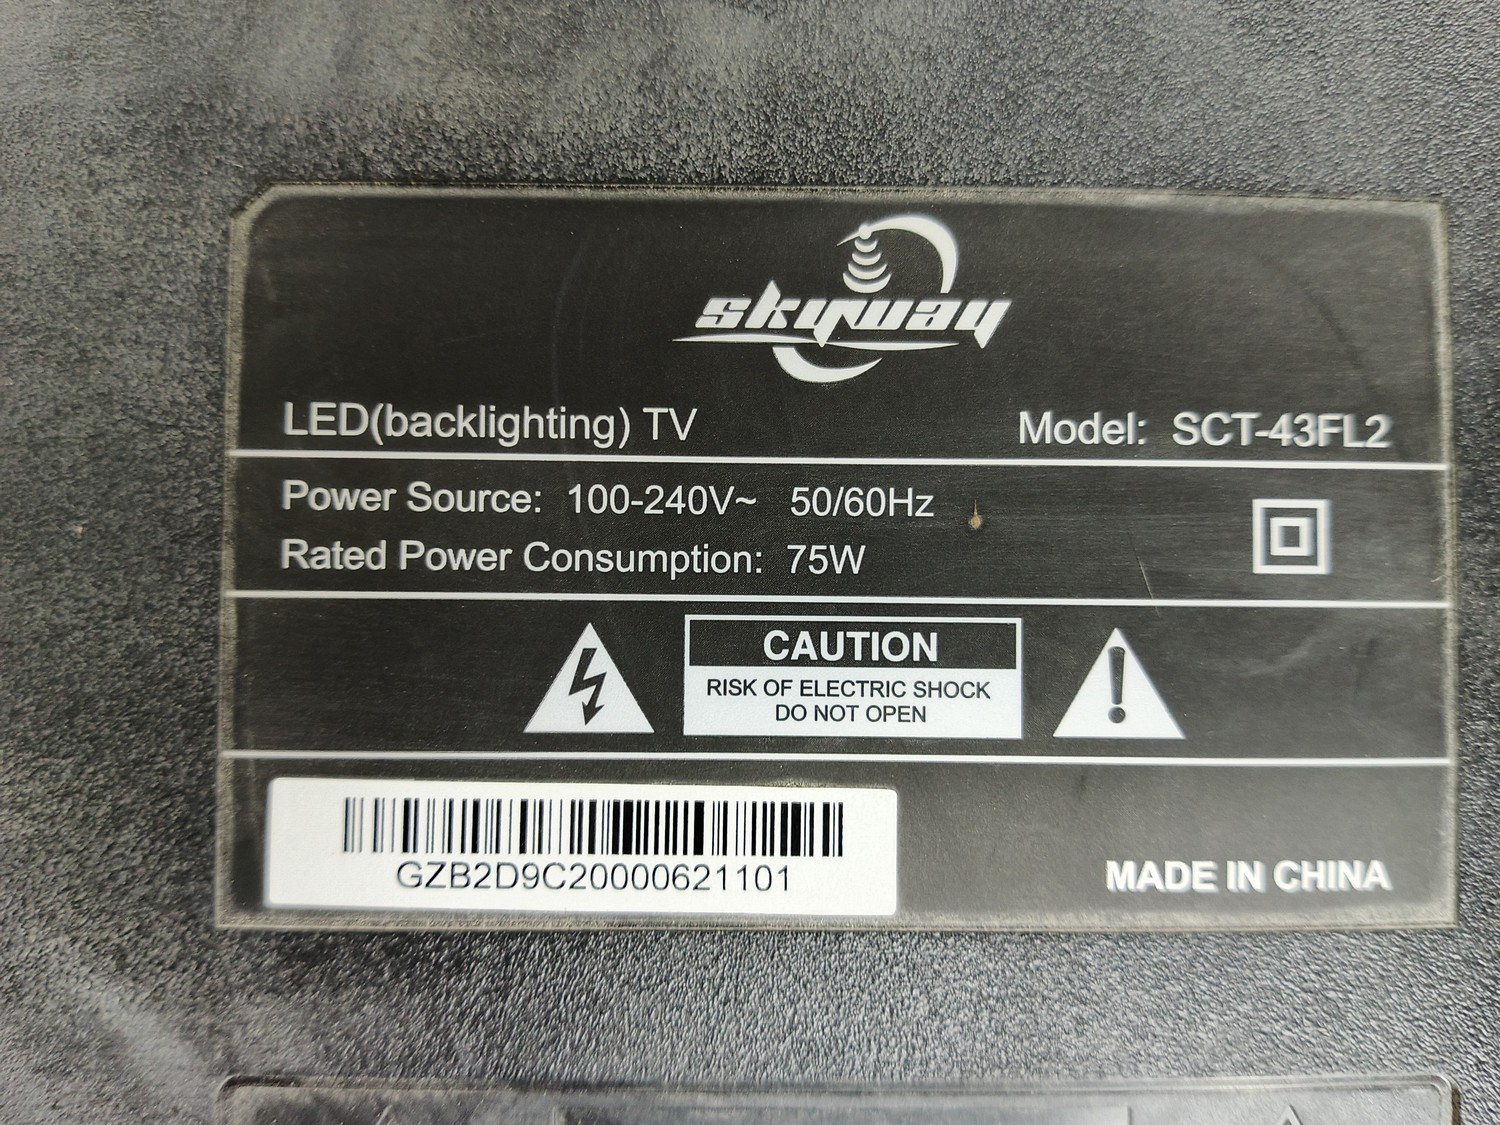 skyway
LED(backlighting) TV Model: SCT-43FL2
Power Source: 100-240V~ 50/60Hz
Rated Power Consumption: 75W
CAUTION
RISK OF ELECTRIC SHOCK
DO NOT OPEN
GZB2D9C20000621101
MADE IN CHINA